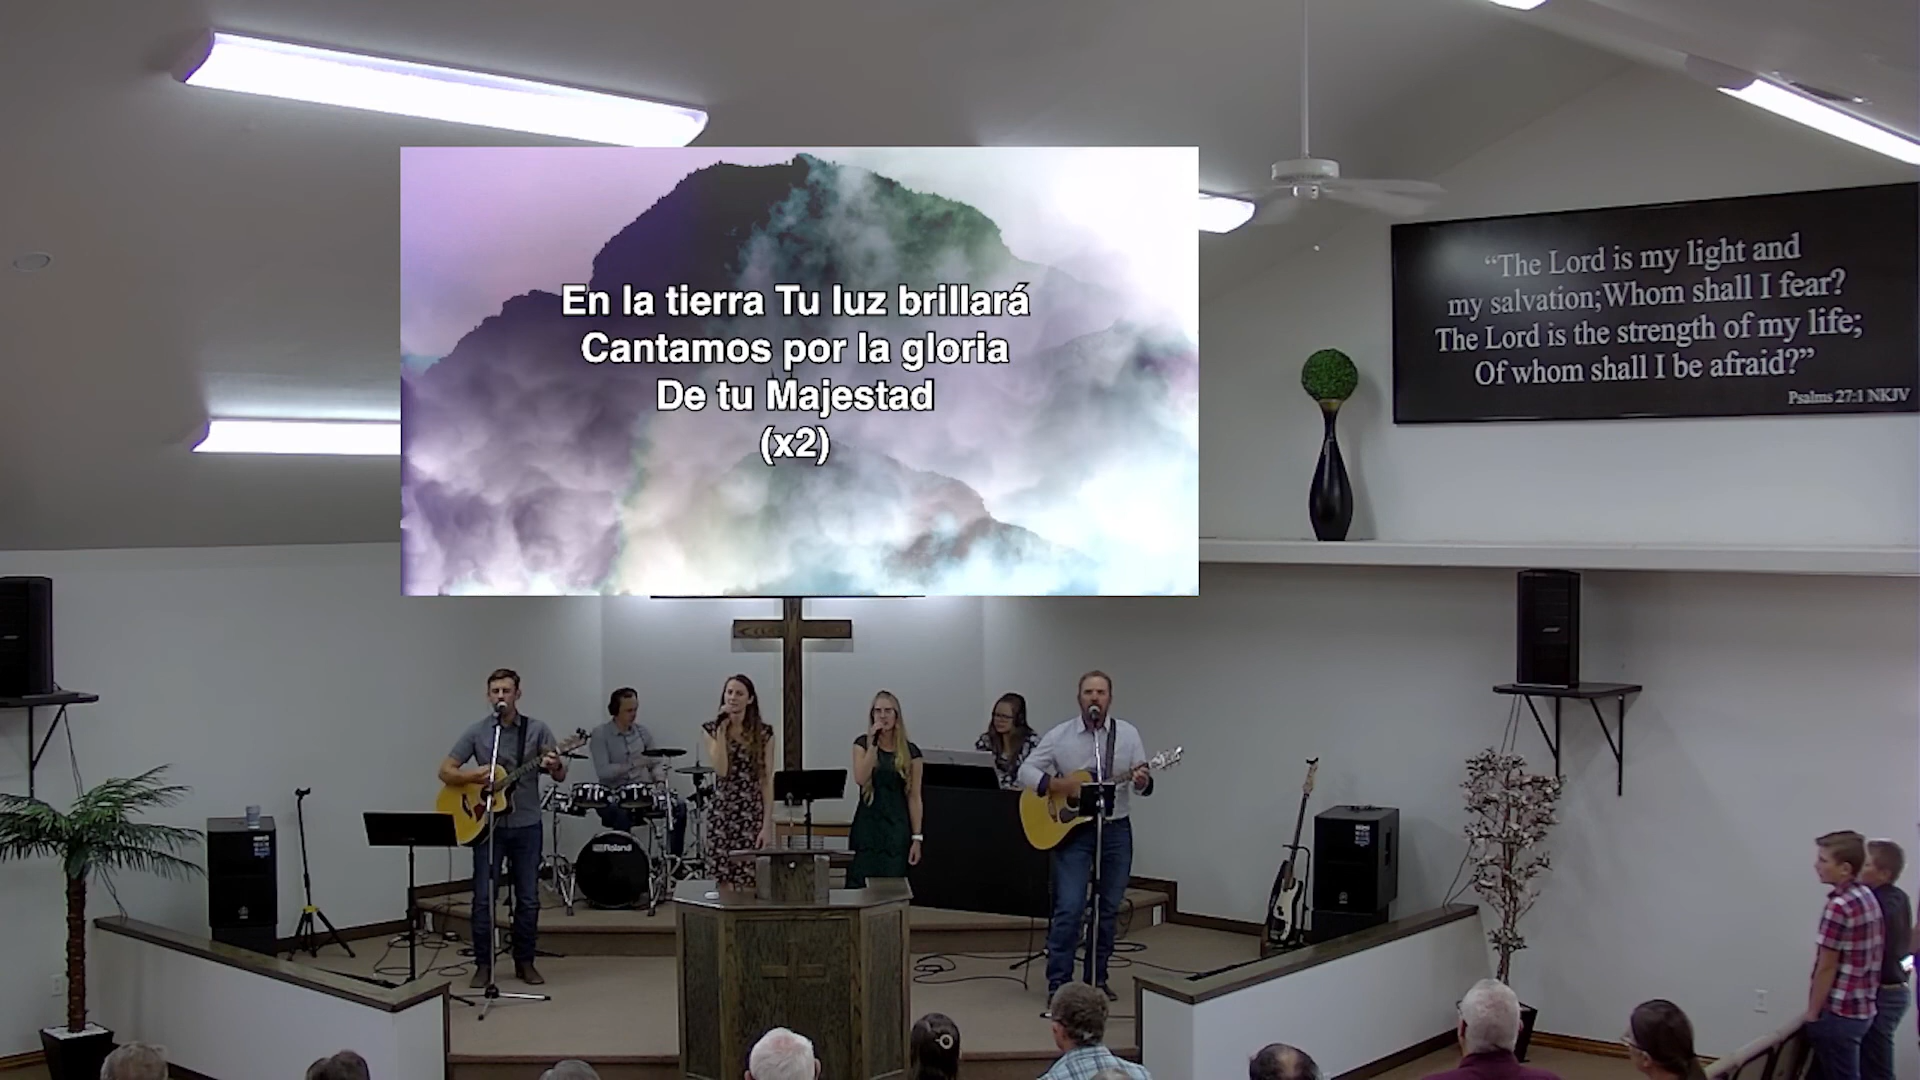 En la tierra Tu luz brillará
Cantamos por la gloria
De tu Majestad
(x2)
“The Lord is my light and
my salvation;Whom shall I fear?
The Lord is the strength of my life;
Of whom shall I be afraid?”
Psalms 27:1 NKJV
Roland